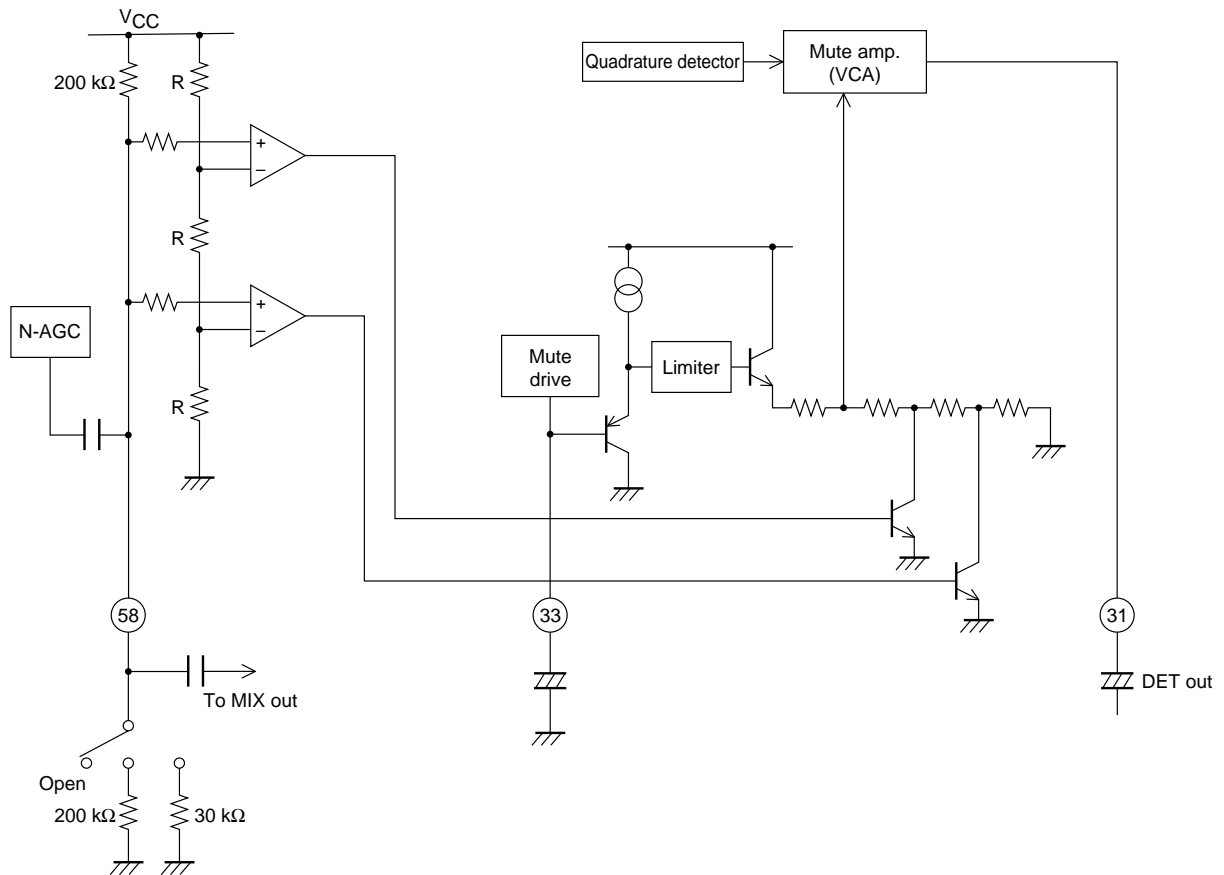 VCC
200 kΩ
R
+
−
R
+
−
R
N-AGC
58
To MIX out
Open
200 kΩ
30 kΩ
Quadrature detector
Mute amp.
(VCA)
Mute
drive
Limiter
33
31
DET out